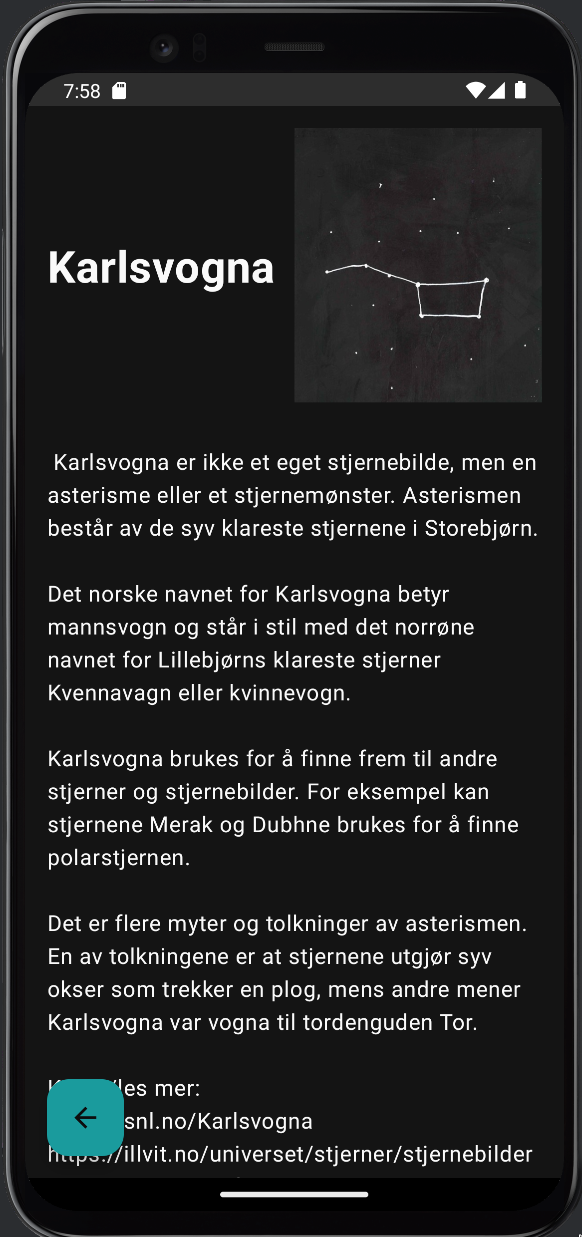 7:58
Karlsvogna
Karlsvogna er ikke et eget stjernebilde, men en
asterisme eller et stjernemønster. Asterismen
består av de syv klareste stjernene i Storebjørn.
Det norske navnet for Karlsvogna betyr
mannsvogn og står i stil med det norrøne
navnet for Lillebjørns klareste stjerner
Kvennavagn eller kvinnevogn.
Karlsvogna brukes for å finne frem til andre
stjerner og stjernebilder. For eksempel kan
stjernene Merak og Dubhne brukes for å finne
polarstjernen.
Det er flere myter og tolkninger av asterismen.
En av tolkningene er at stjernene utgjør syv
okser som trekker en plog, mens andre mener
Karlsvogna var vogna til tordenguden Tor.
les mer:
snl.no/Karlsvogna
https://illvit.no/universet/stjerner/stjernebilder